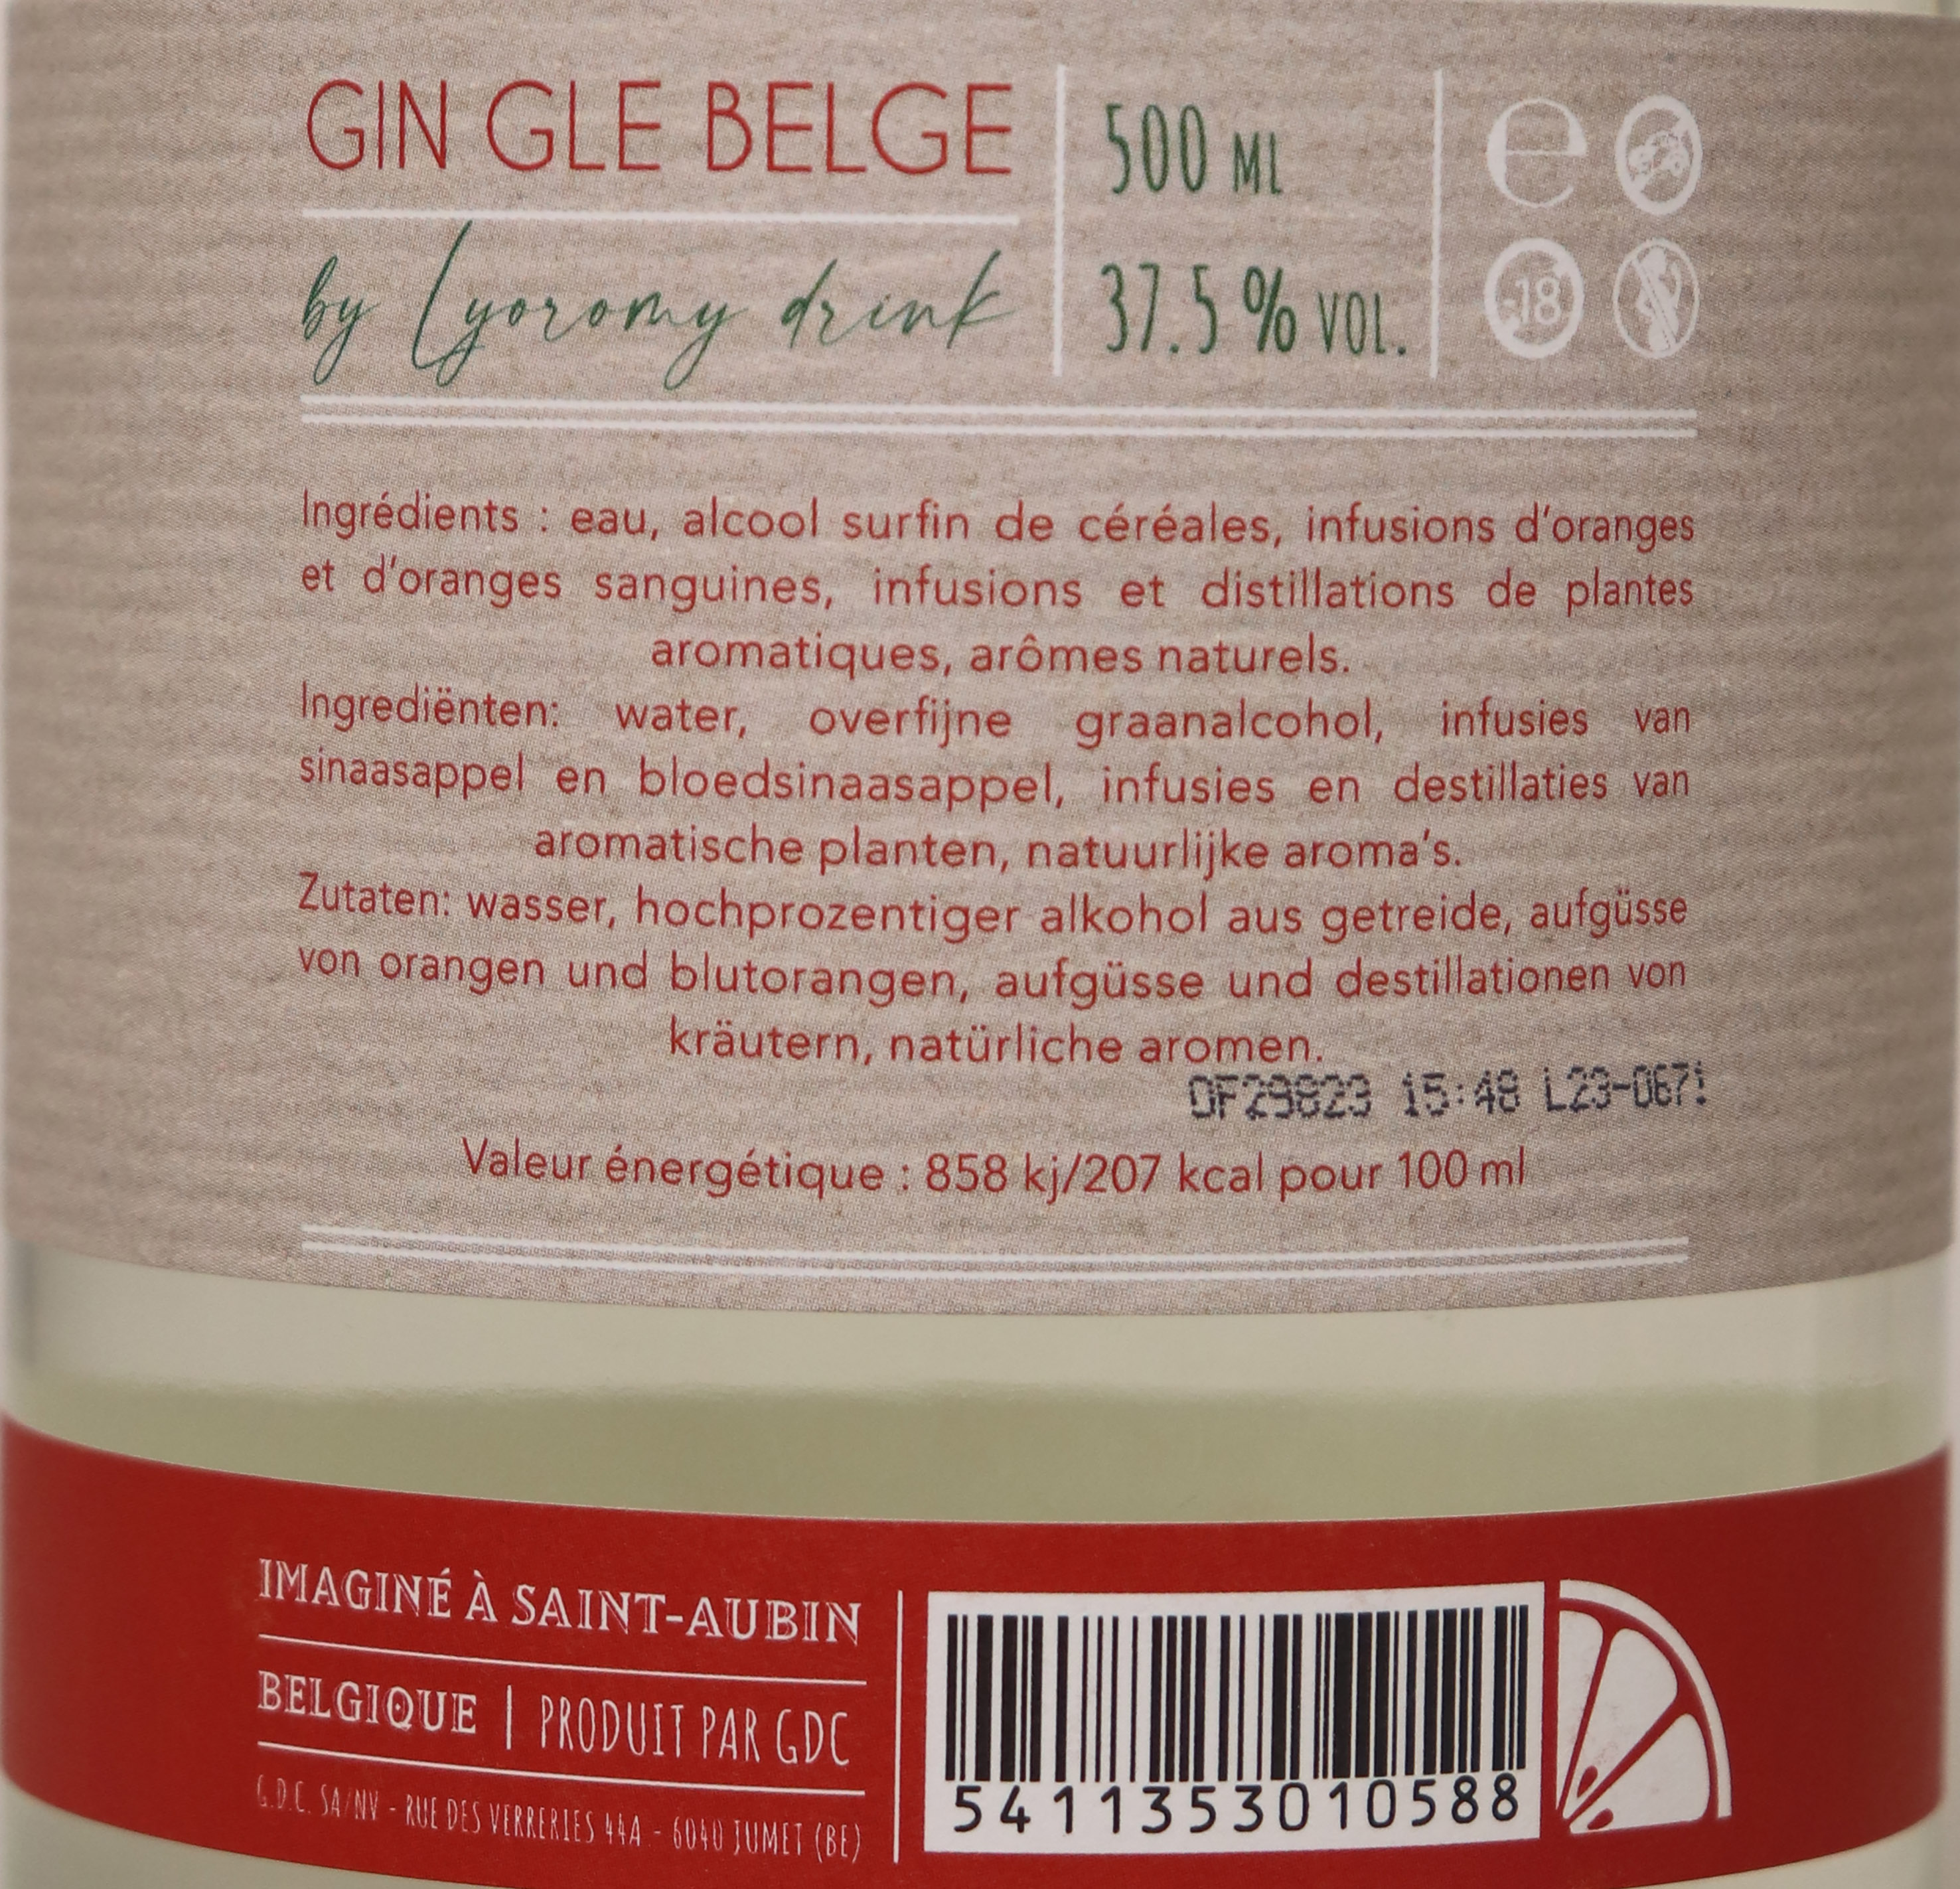 GIN GLE BELGE
by Lyoromy drink
500 ML
37.5 % VOL.
e
-18
Ingrédients : eau, alcool surfin de céréales, infusions d'oranges
et d'oranges sanguines, infusions et distillations de plantes
aromatiques, arômes naturels.
Ingrediënten: water, overfijne graanalcohol, infusies van
sinaasappel en bloedsinaasappel, infusies en destillaties van
aromatische planten, natuurlijke aroma's.
Zutaten: wasser, hochprozentiger alkohol aus getreide, aufgüsse
von orangen und blutorangen, aufgüsse und destillationen von
kräutern, natürliche aromen.
OF29823 15:48 L23-067!
Valeur énergétique : 858 kj/207 kcal pour 100 ml
IMAGINÉ À SAINT-AUBIN
BELGIQUE | PRODUIT PAR GDC
G.D.C. SA/NV - RUE DES VERRERIES 44A - 6040 JUMET (BE)
5411353010588